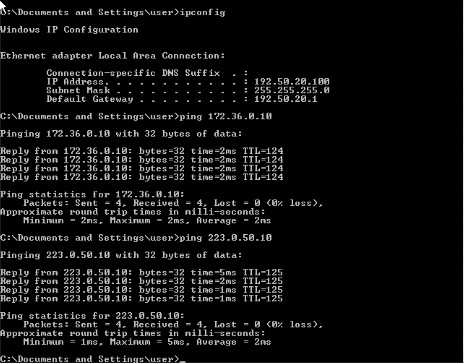 C:\Documents and Settings\user>ipconfig
Windows IP Configuration
Ethernet adapter Local Area Connection:
Connection-specific DNS Suffix . :
IP Address. . . . . . . . . . . . : 192.50.20.100
Subnet Mask . . . . . . . . . . . : 255.255.255.0
Default Gateway . . . . . . . . . : 192.50.20.1
C:\Documents and Settings\user>ping 172.36.0.10
Pinging 172.36.0.10 with 32 bytes of data:
Reply from 172.36.0.10: bytes=32 time=2ms TTL=124
Reply from 172.36.0.10: bytes=32 time=2ms TTL=124
Reply from 172.36.0.10: bytes=32 time=2ms TTL=124
Reply from 172.36.0.10: bytes=32 time=2ms TTL=124
Ping statistics for 172.36.0.10:
Packets: Sent = 4, Received = 4, Lost = 0 (0% loss),
Approximate round trip times in milli-seconds:
Minimum = 2ms, Maximum = 2ms, Average = 2ms
C:\Documents and Settings\user>ping 223.0.50.10
Pinging 223.0.50.10 with 32 bytes of data:
Reply from 223.0.50.10: bytes=32 time=5ms TTL=125
Reply from 223.0.50.10: bytes=32 time=2ms TTL=125
Reply from 223.0.50.10: bytes=32 time=1ms TTL=125
Reply from 223.0.50.10: bytes=32 time=1ms TTL=125
Ping statistics for 223.0.50.10:
Packets: Sent = 4, Received = 4, Lost = 0 (0% loss),
Approximate round trip times in milli-seconds:
Minimum = 1ms, Maximum = 5ms, Average = 2ms
C:\Documents and Settings\user>_